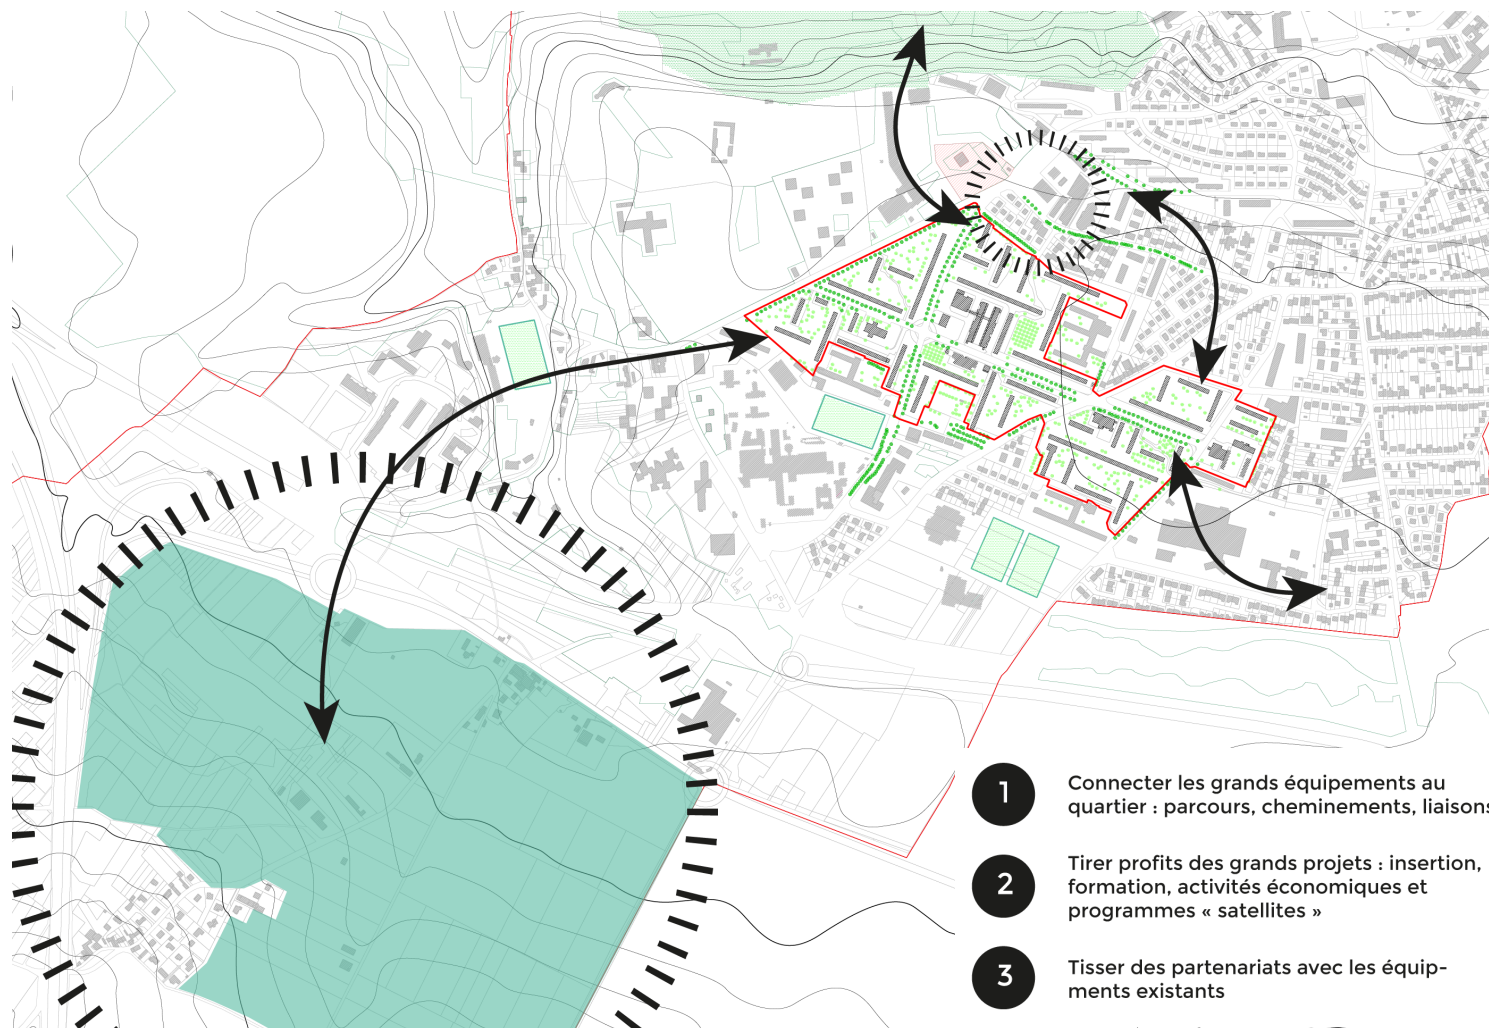 1
Connecter les grands équipements au
quartier : parcours, cheminements, liaisons
2
Tirer profits des grands projets : insertion,
formation, activités économiques et
programmes « satellites »
3
Tisser des partenariats avec les équip-
ments existants